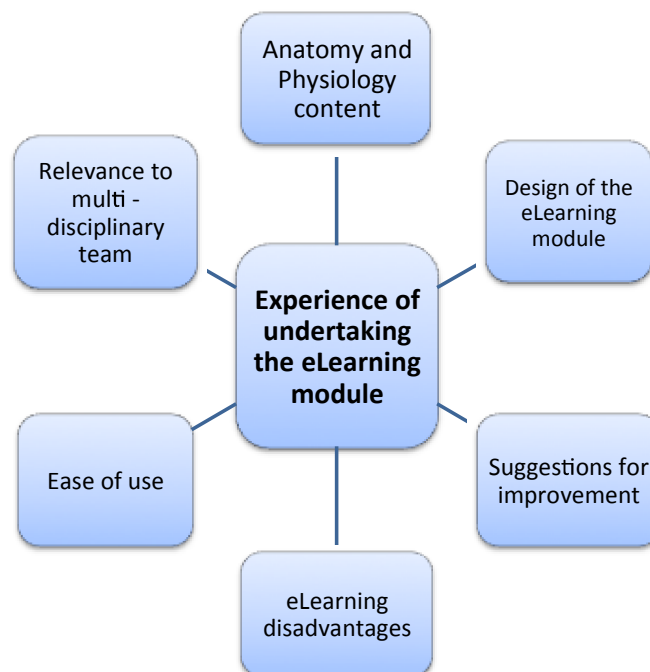 Anatomy and
Physiology
content
Relevance to
multi -
disciplinary
team
Design of the
eLearning
module
Experience of
undertaking
the eLearning
module
Ease of use
Suggestions for
improvement
eLearning
disadvantages